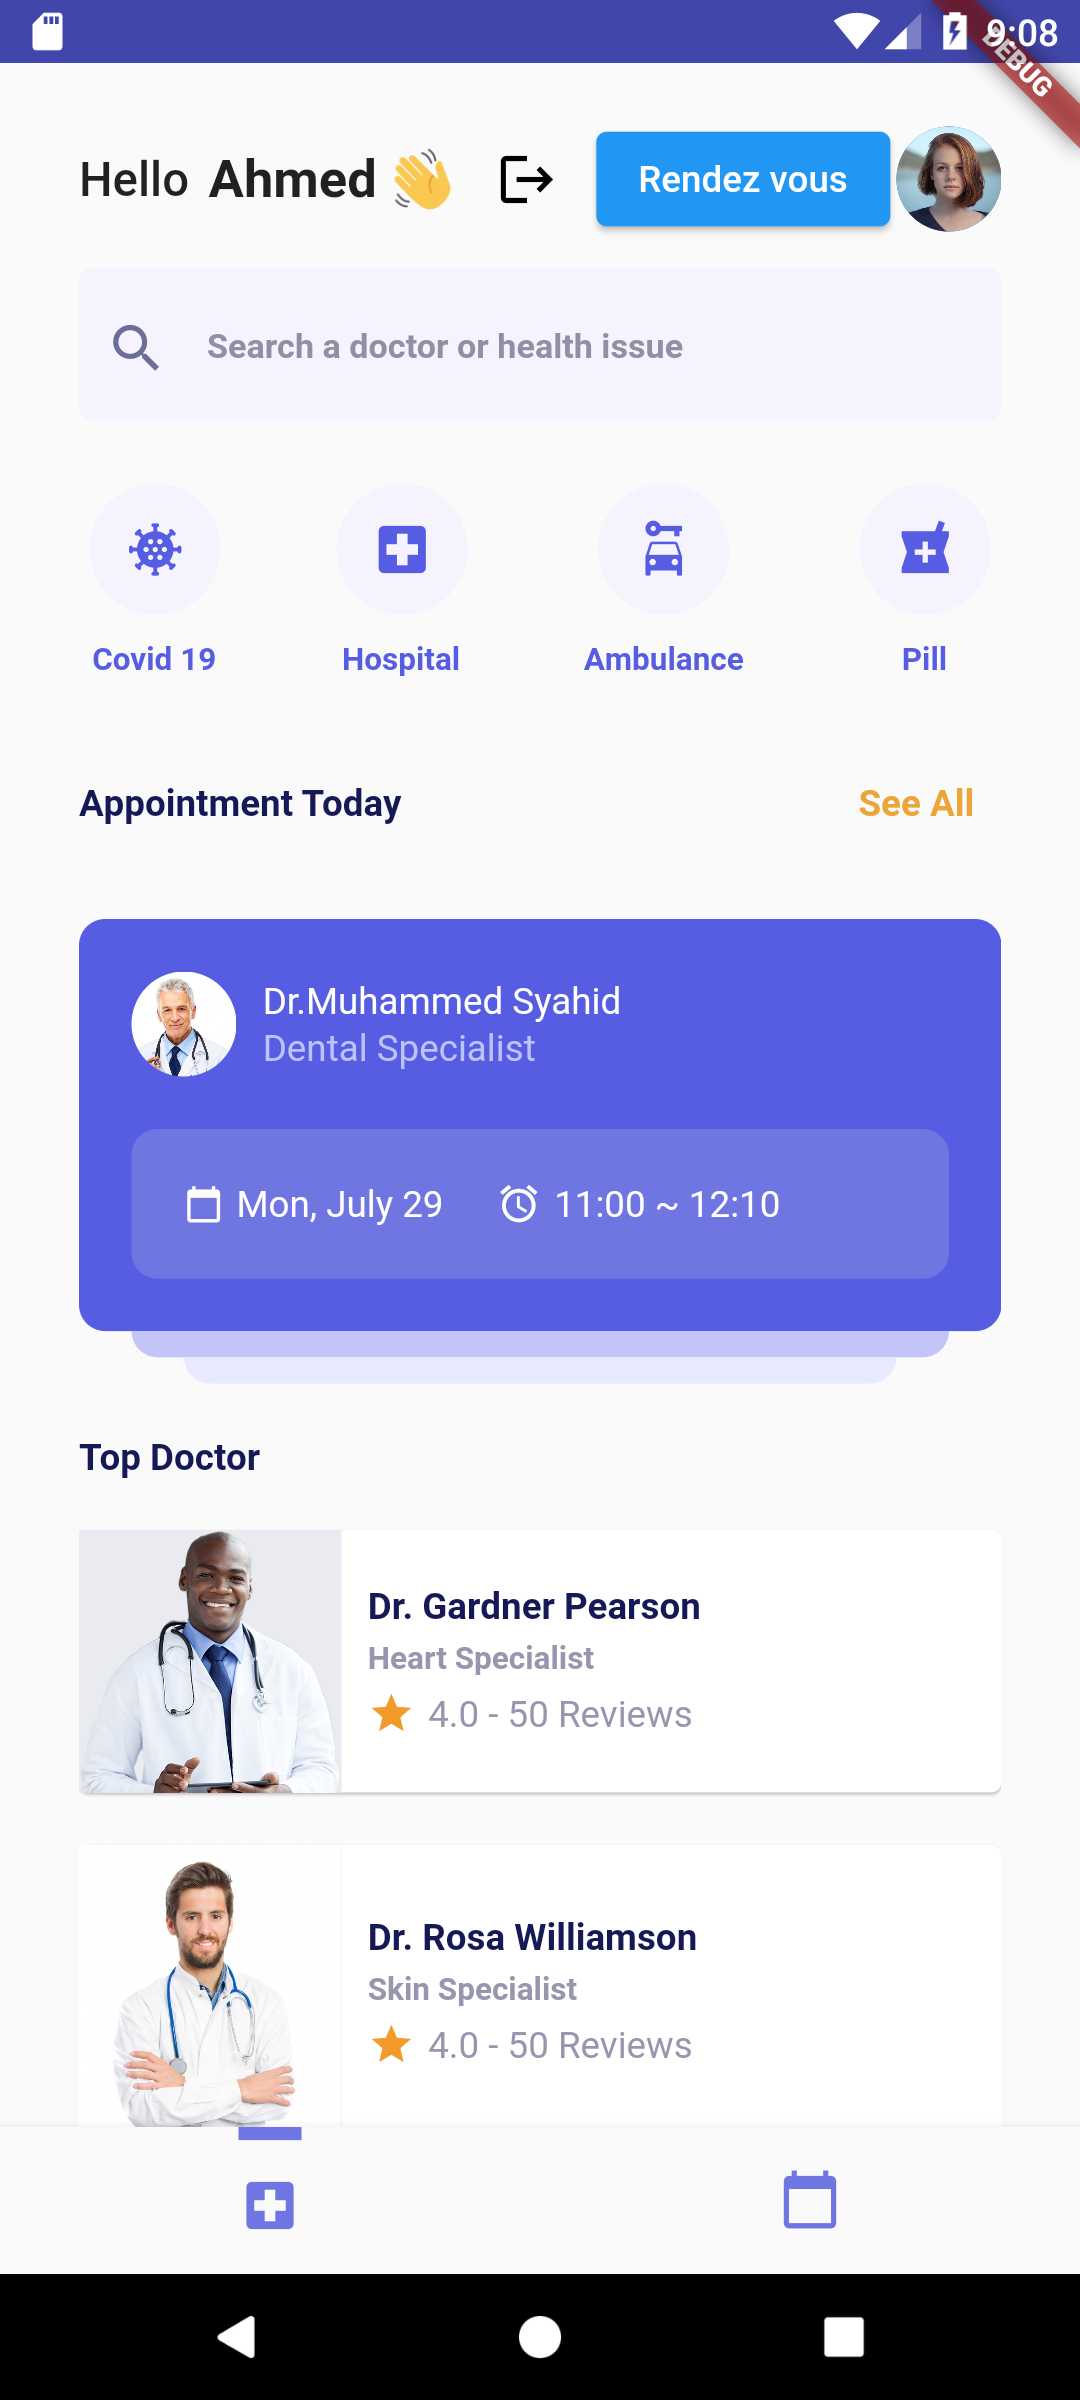 9:08
DEBUG
Hello Ahmed 👋
Rendez vous
Search a doctor or health issue
Covid 19
Hospital
Ambulance
Pill
Appointment Today
See All
Dr.Muhammed Syahid
Dental Specialist
Mon, July 29
11:00 ~ 12:10
Top Doctor
Dr. Gardner Pearson
Heart Specialist
4.0 - 50 Reviews
Dr. Rosa Williamson
Skin Specialist
4.0 - 50 Reviews